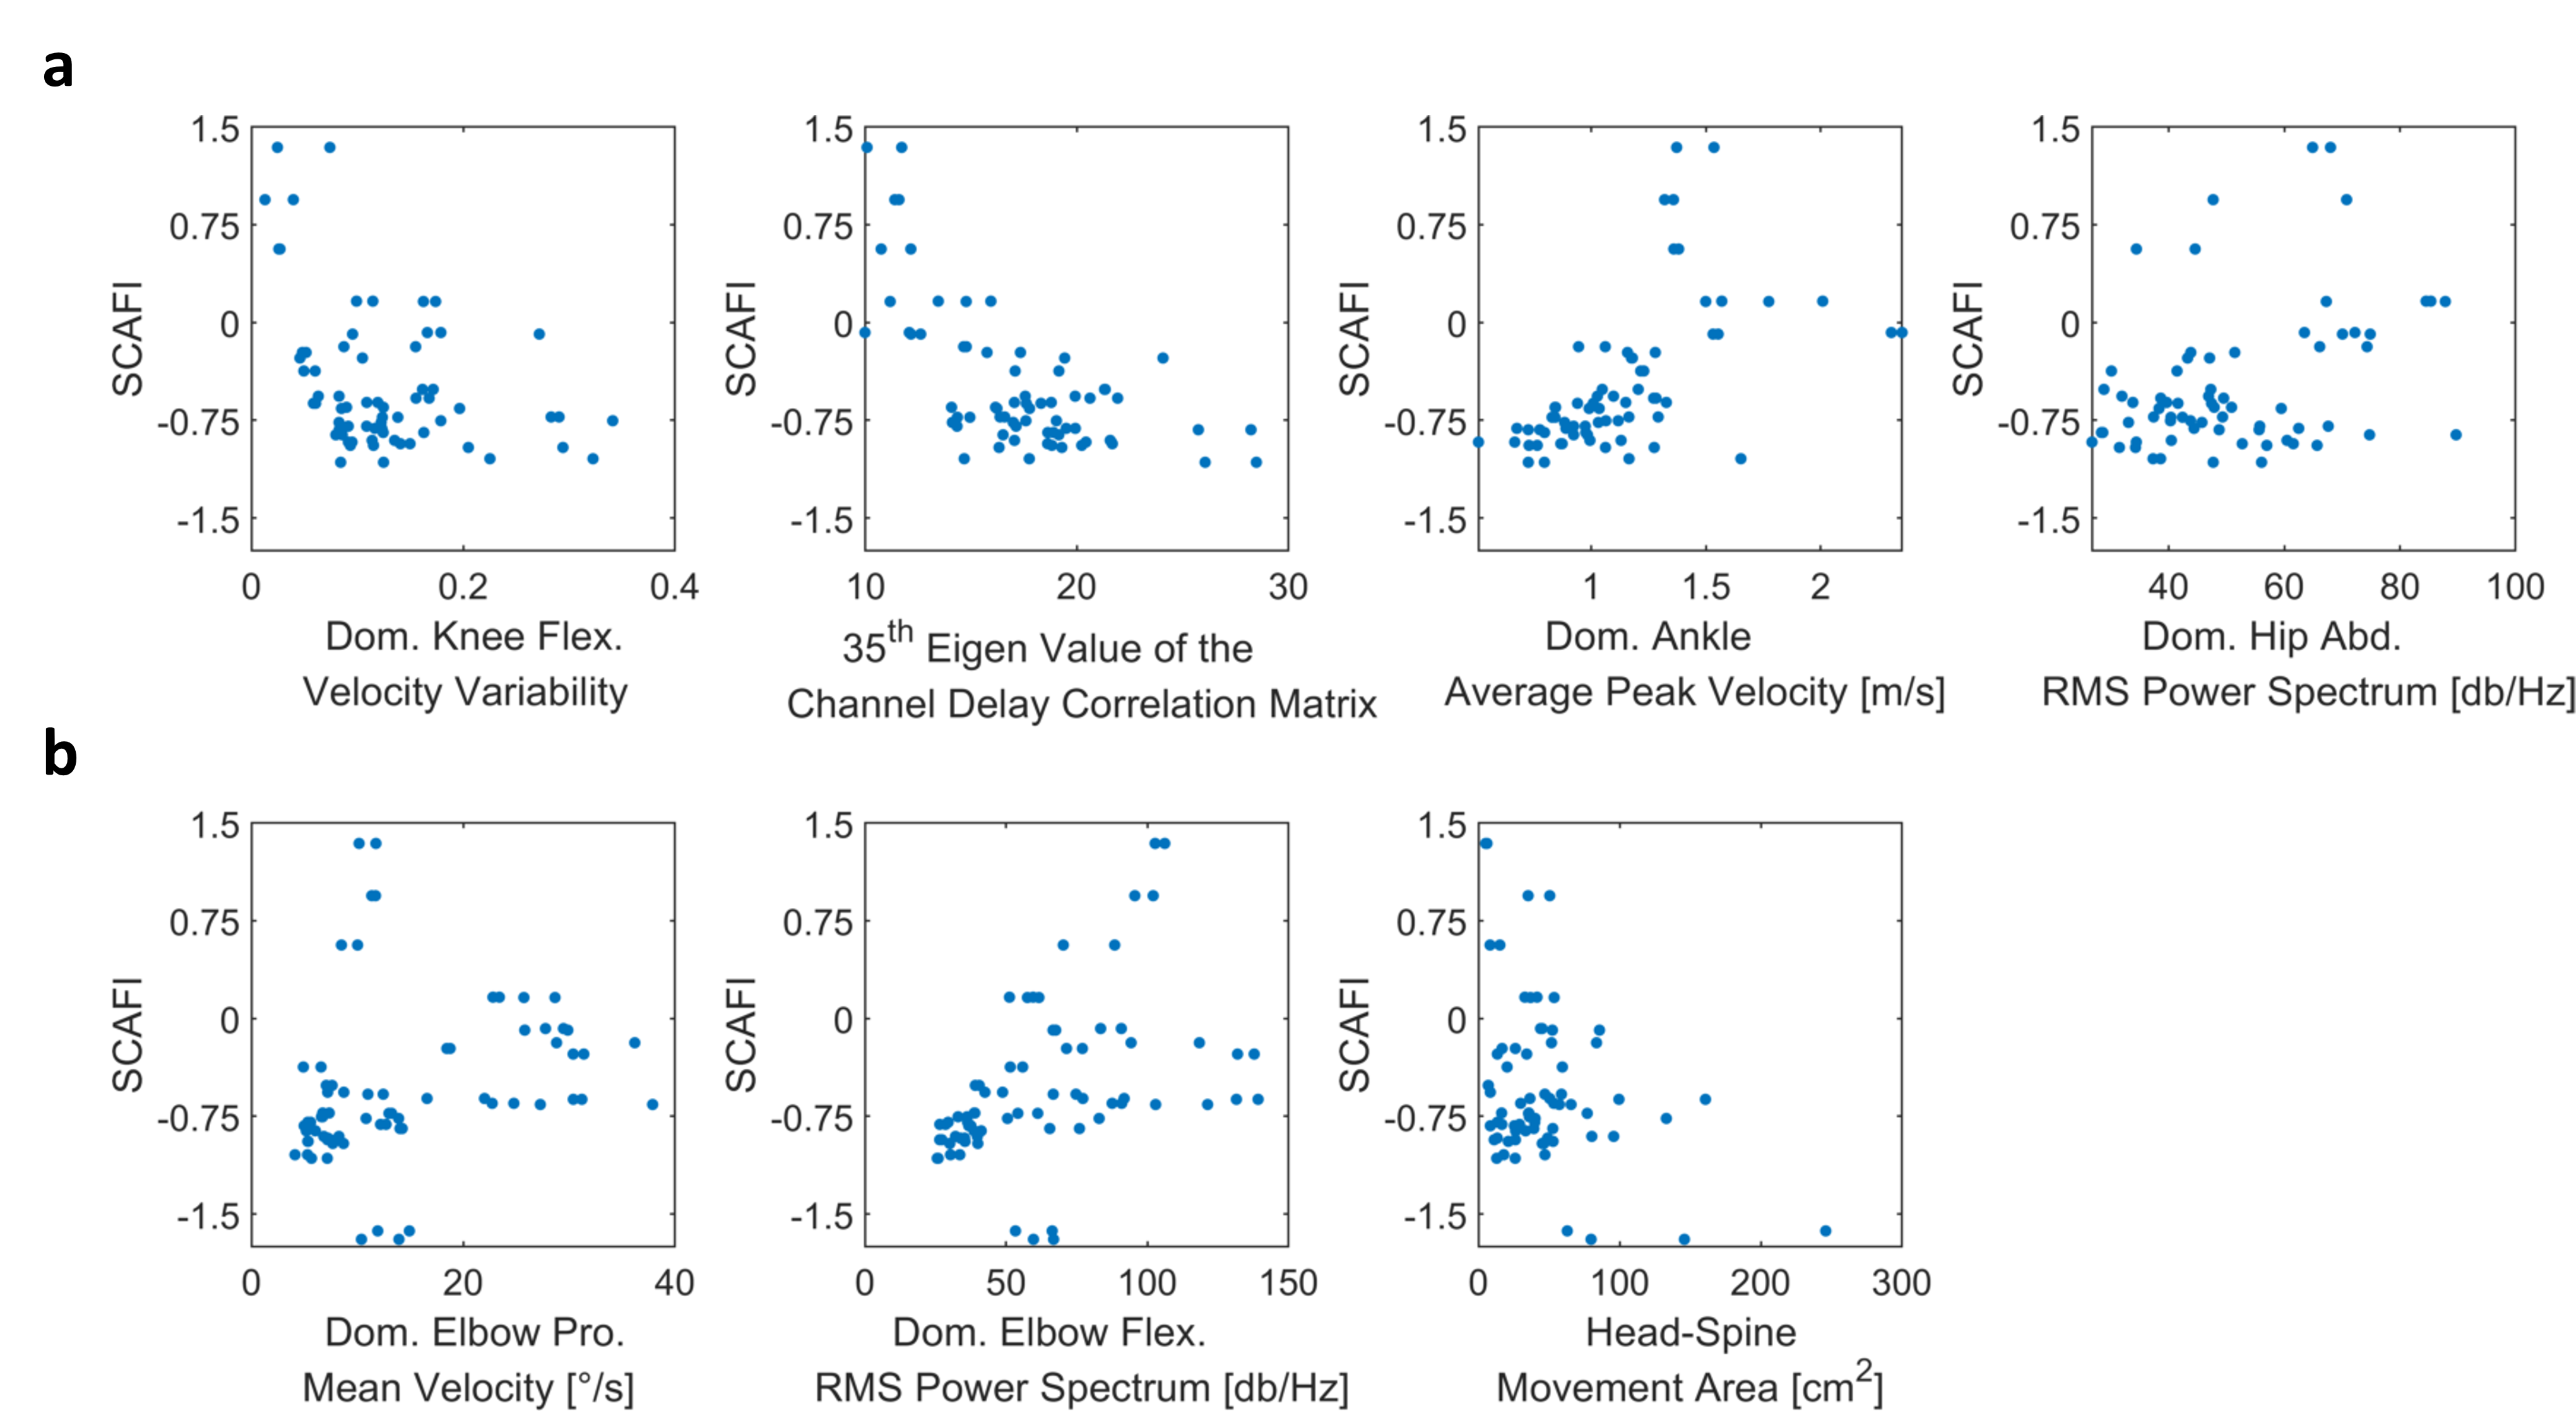 a
1.5
0.75
0
-0.75
-1.5
SCAFI
0 0.2 0.4
Dom. Knee Flex.
Velocity Variability
1.5
0.75
0
-0.75
-1.5
SCAFI
10 20 30
35th Eigen Value of the
Channel Delay Correlation Matrix
1.5
0.75
0
-0.75
-1.5
SCAFI
1 1.5 2
Dom. Ankle
Average Peak Velocity [m/s]
1.5
0.75
0
-0.75
-1.5
SCAFI
40 60 80 100
Dom. Hip Abd.
RMS Power Spectrum [db/Hz]
b
1.5
0.75
0
-0.75
-1.5
SCAFI
0 20 40
Dom. Elbow Pro.
Mean Velocity [°/s]
1.5
0.75
0
-0.75
-1.5
SCAFI
0 50 100 150
Dom. Elbow Flex.
RMS Power Spectrum [db/Hz]
1.5
0.75
0
-0.75
-1.5
SCAFI
0 100 200 300
Head-Spine
Movement Area [cm2]